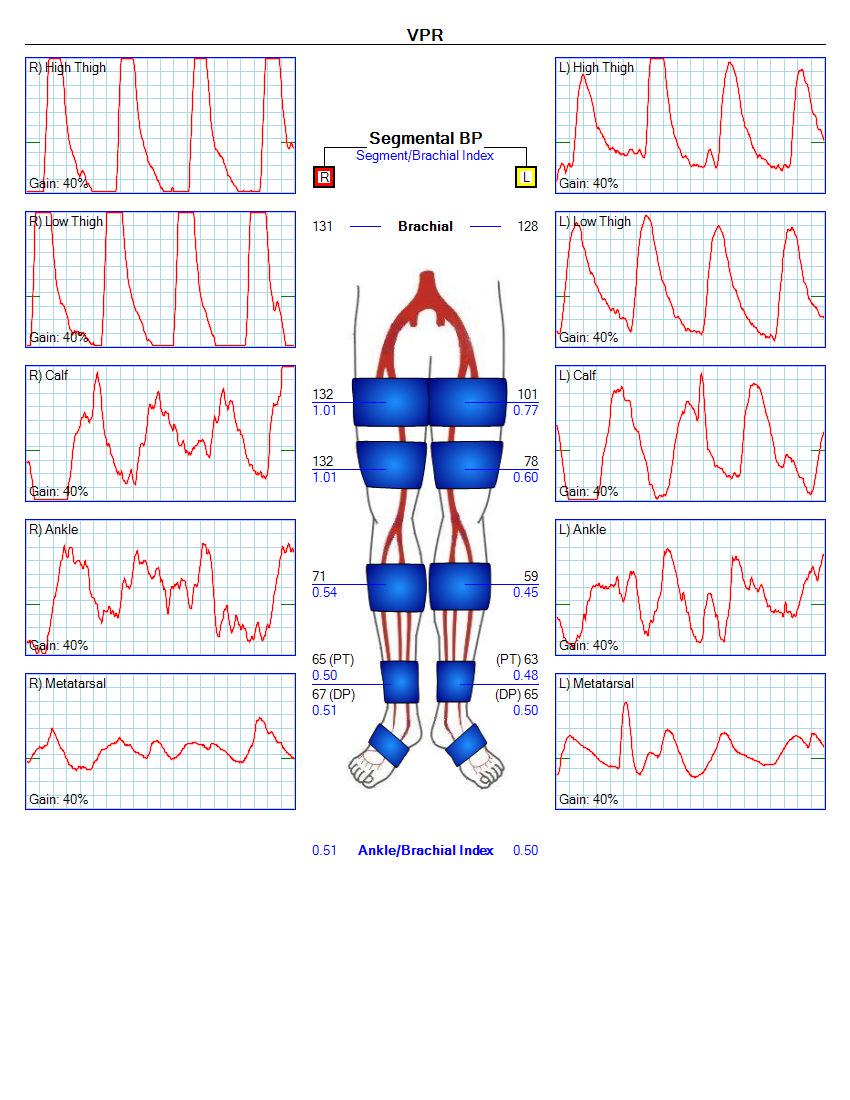 VPR
R) High Thigh
Gain: 40%
R) Low Thigh
Gain: 40%
R) Calf
Gain: 40%
R) Ankle
Gain: 40%
R) Metatarsal
Gain: 40%
Segmental BP
Segment/Brachial Index
R L
131 Brachial 128
132 101
1.01 0.77
132 78
1.01 0.60
71 59
0.54 0.45
65 (PT) (PT) 63
0.50 0.48
67 (DP) (DP) 65
0.51 0.50
0.51 Ankle/Brachial Index 0.50
L) High Thigh
Gain: 40%
L) Low Thigh
Gain: 40%
L) Calf
Gain: 40%
L) Ankle
Gain: 40%
L) Metatarsal
Gain: 40%